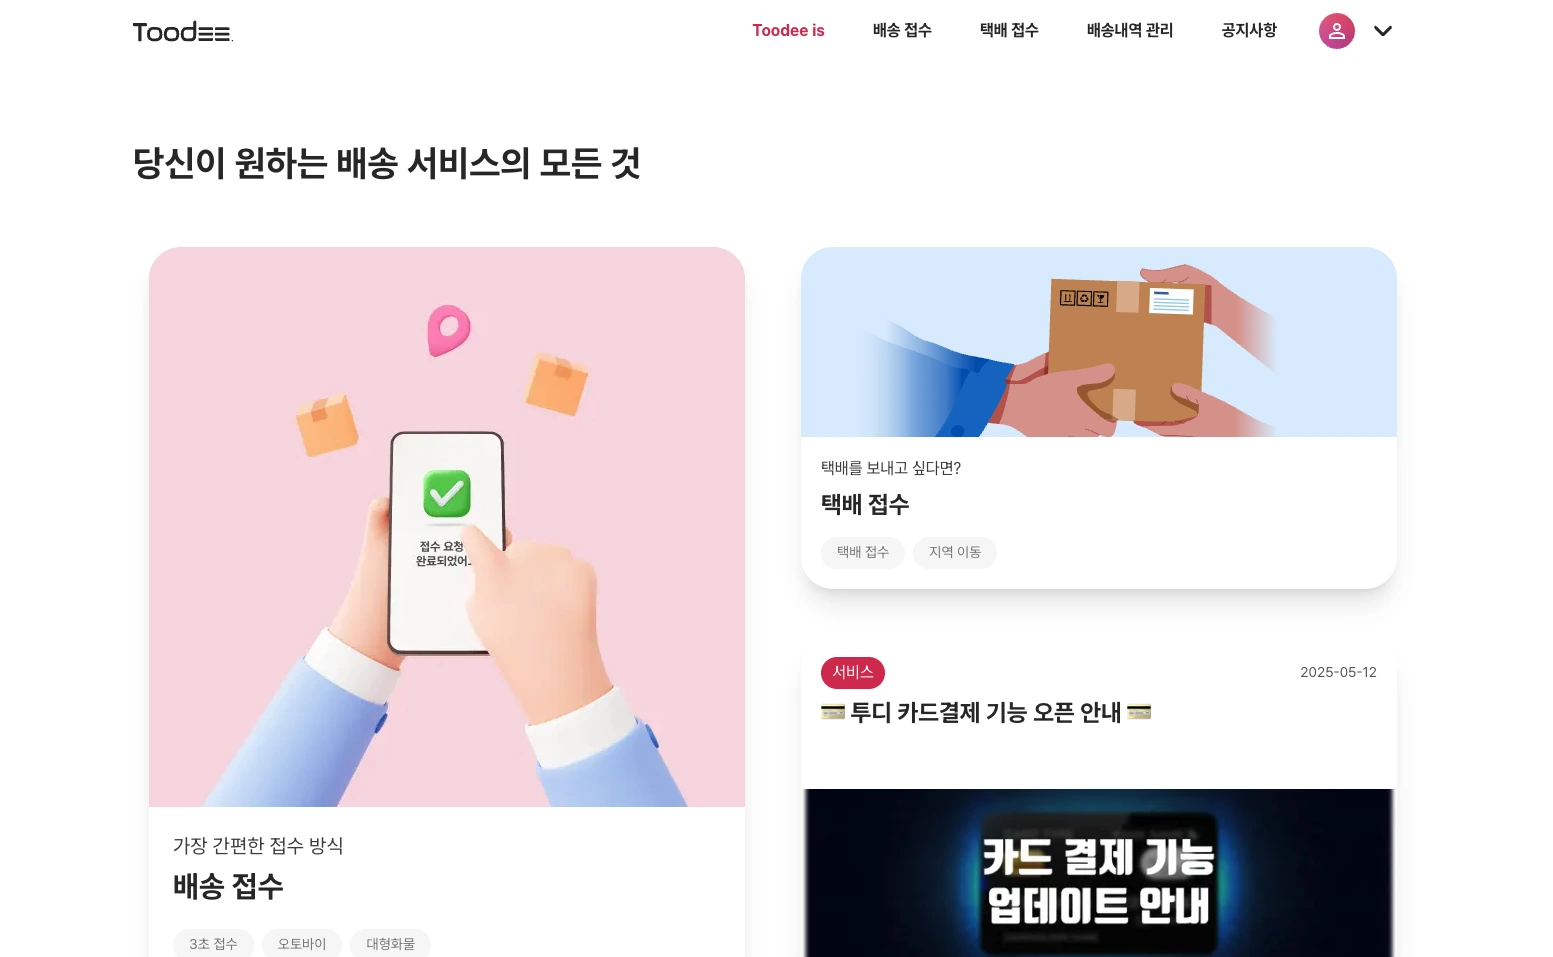 Toodee.
Toodee is
배송 접수
택배 접수
배송내역 관리
공지사항
당신이 원하는 배송 서비스의 모든 것
접수 요청
완료되었어
가장 간편한 접수 방식
배송 접수
3초 접수
오토바이
대형화물
택배를 보내고 싶다면?
택배 접수
택배 접수
지역 이동
서비스
2025-05-12
💳 투디 카드결제 기능 오픈 안내 💳
카드 결제 기능
업데이트 안내